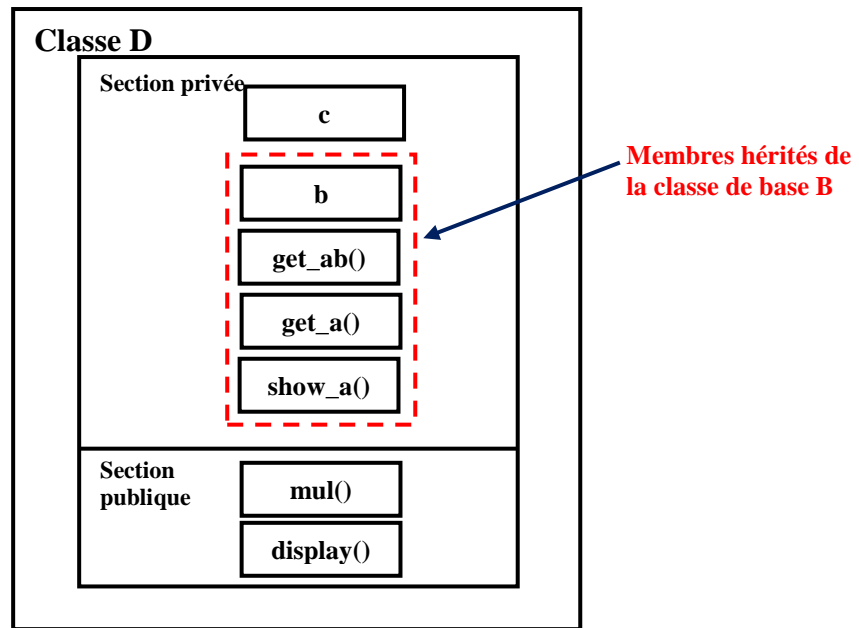 Classe D
Section privée
c
b
get_ab()
get_a()
show_a()
Membres hérités de
la classe de base B
Section
publique
mul()
display()